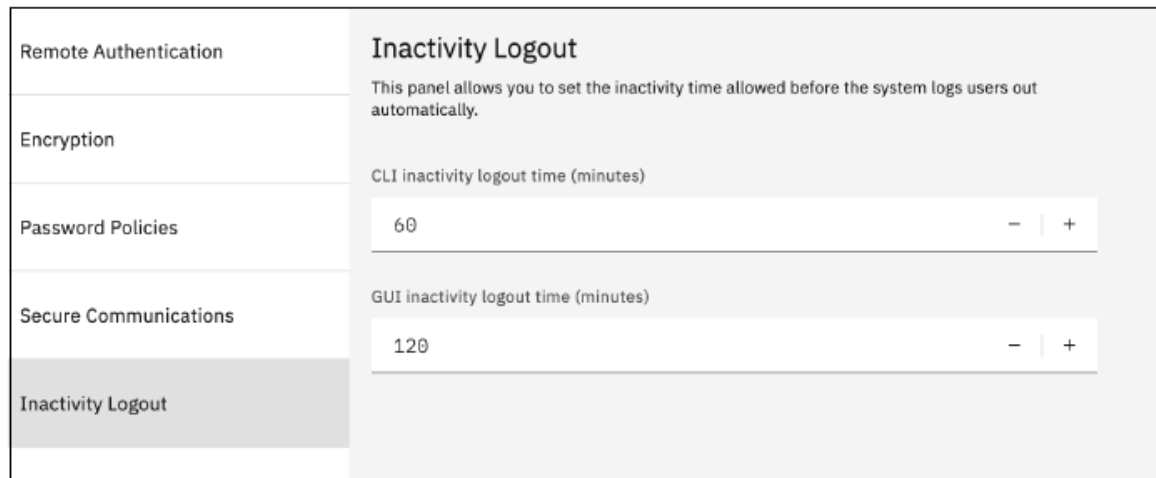 Remote Authentication
Encryption
Password Policies
Secure Communications
Inactivity Logout
Inactivity Logout
This panel allows you to set the inactivity time allowed before the system logs users out
automatically.
CLI inactivity logout time (minutes)
60
GUI inactivity logout time (minutes)
120